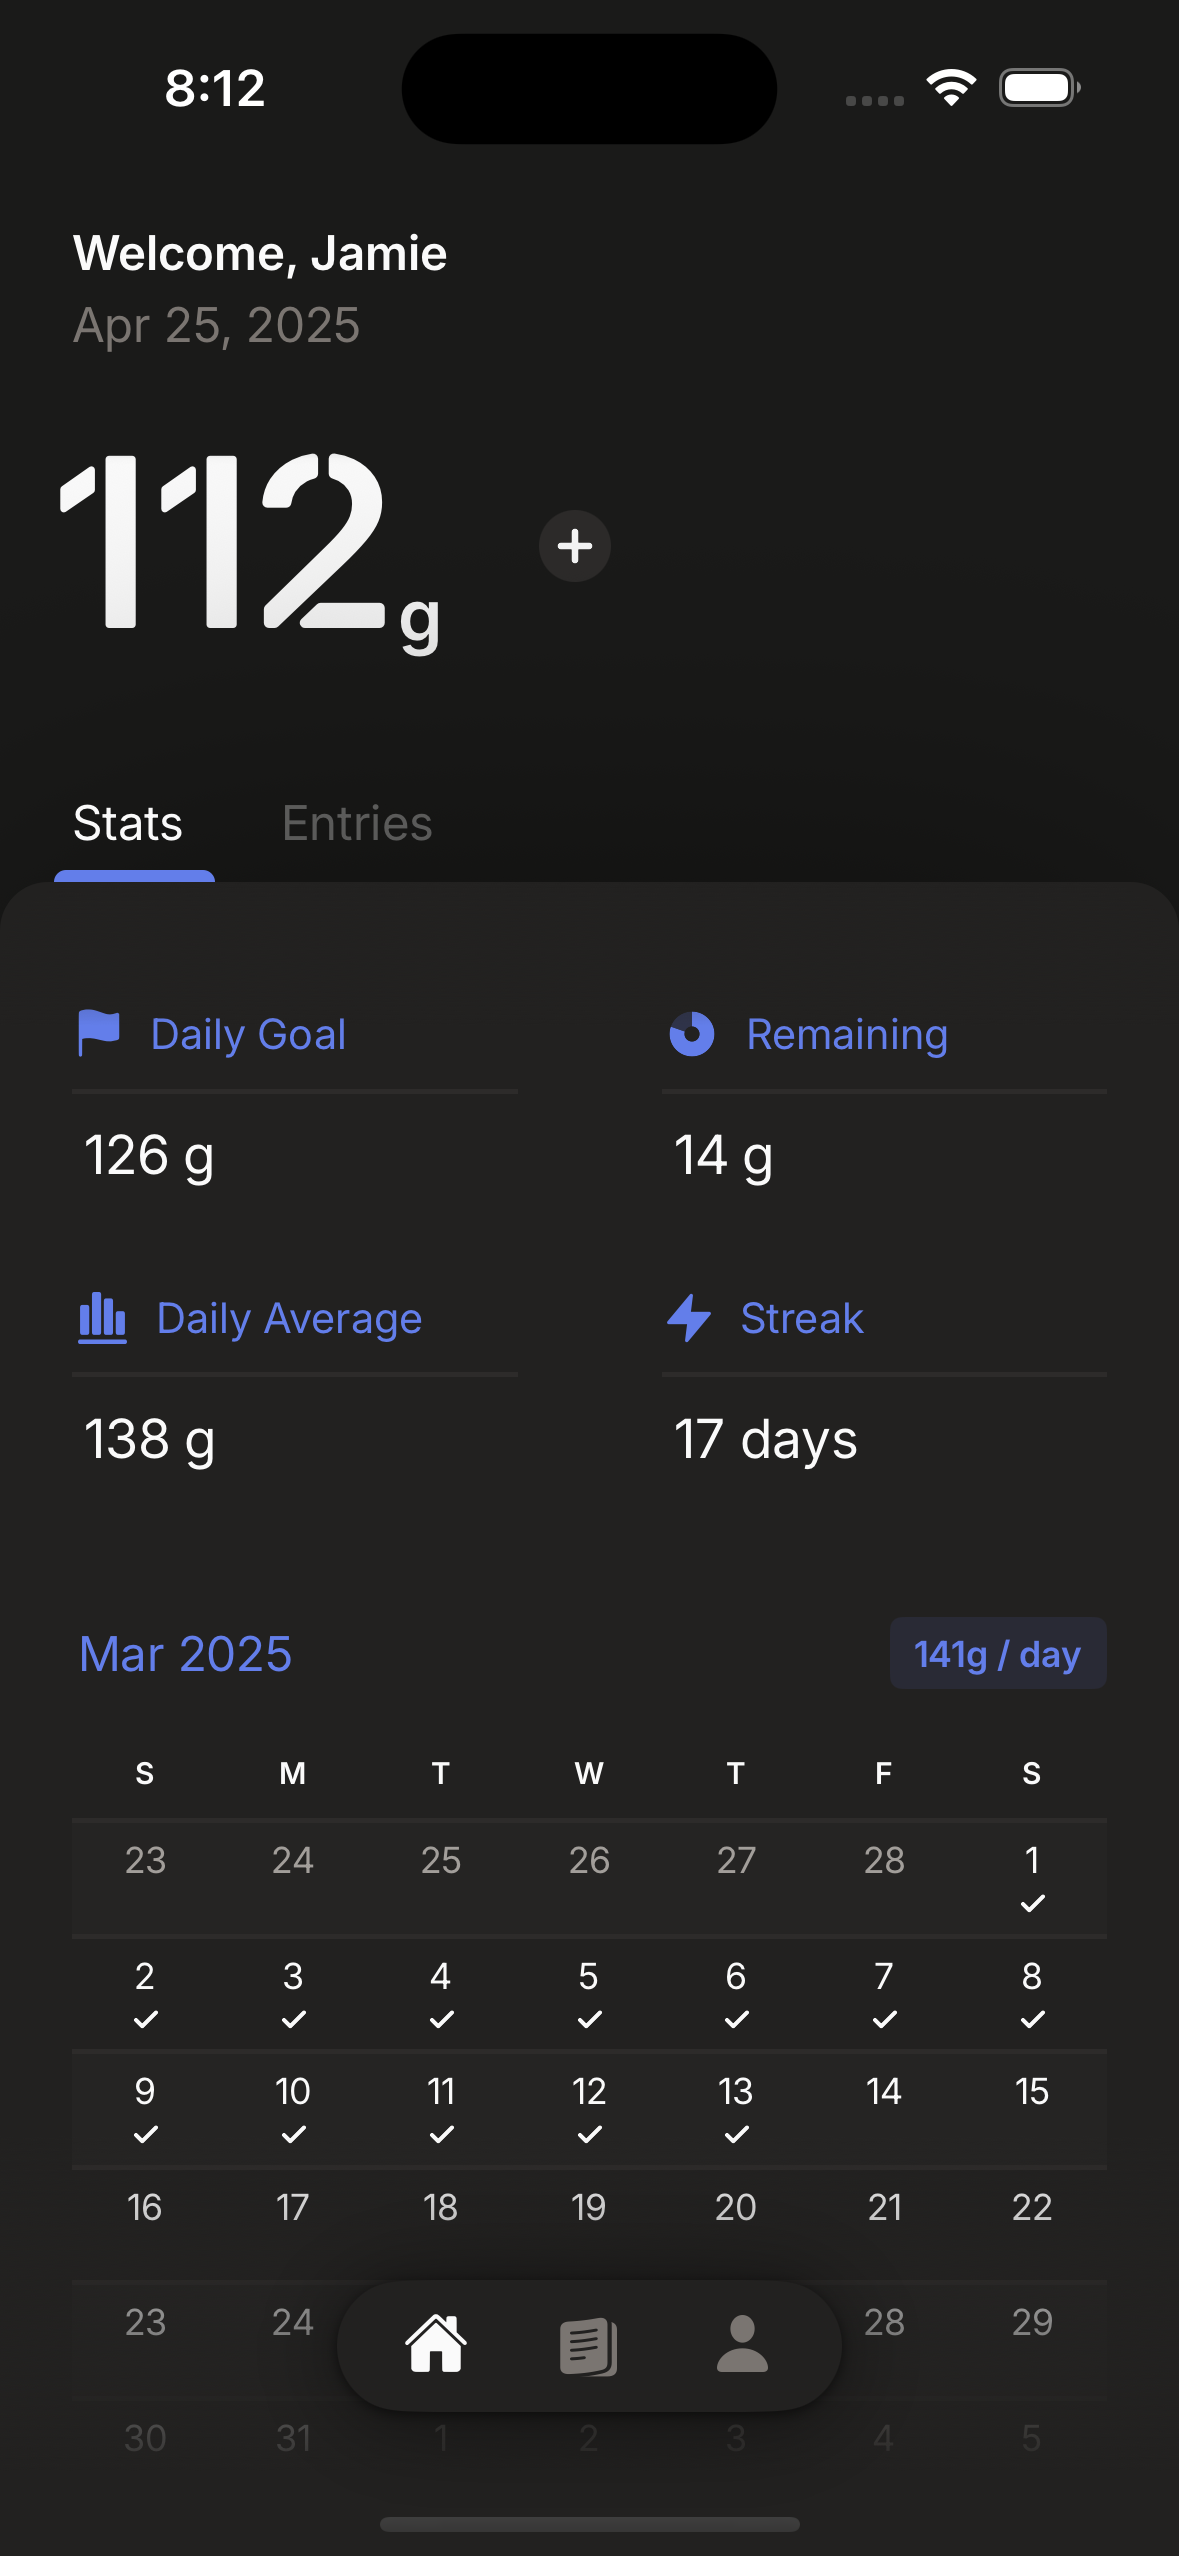 8:12
Welcome, Jamie
Apr 25, 2025
112g
Stats Entries
Daily Goal Remaining
126 g 14 g
Daily Average Streak
138 g 17 days
Mar 2025 141g / day
S M T W T F S
23 24 25 26 27 28 1
2 3 4 5 6 7 8
9 10 11 12 13 14 15
16 17 18 19 20 21 22
23 24 28 29
30 31 1 2 3 4 5